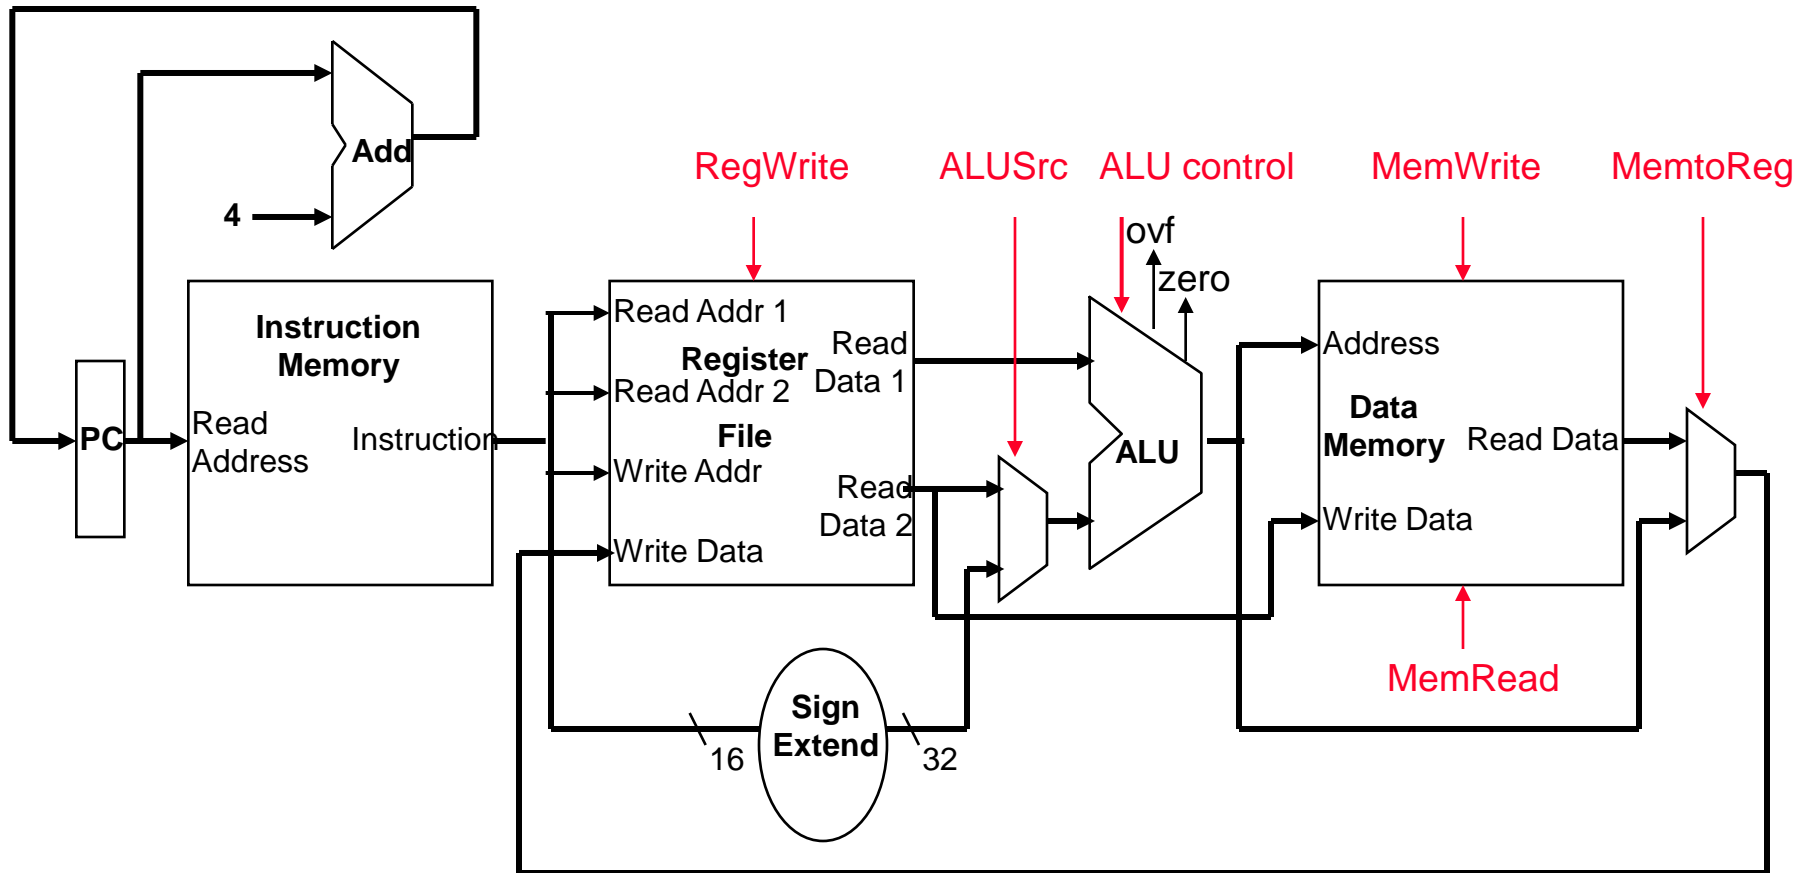 Add
4
RegWrite
ALUSrc
ALU control
MemWrite
MemtoReg
ovf
zero
Instruction
Memory
Read
Address
Instruction
PC
Read Addr 1
Register
Read Addr 2
File
Write Addr
Write Data
Read
Data 1
Read
Data 2
ALU
Address
Data
Memory
Read Data
Write Data
MemRead
Sign
Extend
16
32